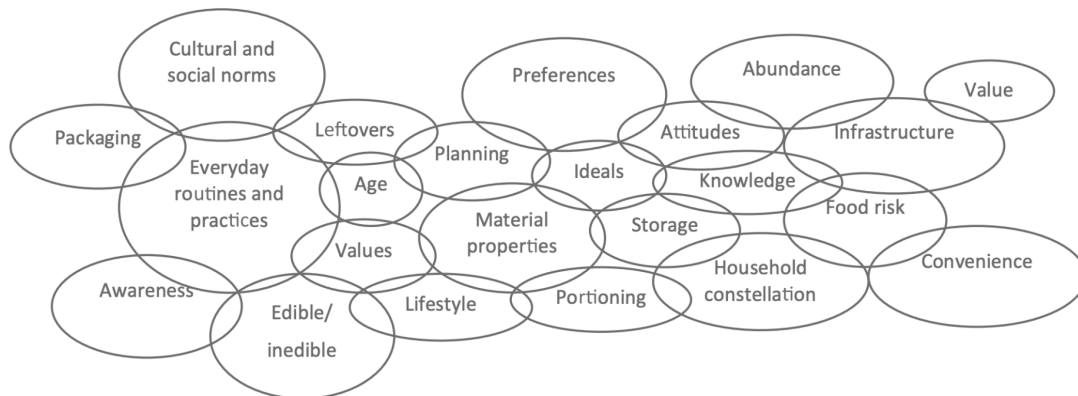 Cultural and
social norms
Preferences
Abundance
Value
Packaging
Leftovers
Planning
Attitudes
Infrastructure
Everyday
routines and
practices
Age
Ideals
Knowledge
Food risk
Material
properties
Storage
Values
Awareness
Edible/
inedible
Lifestyle
Portioning
Household
constellation
Convenience